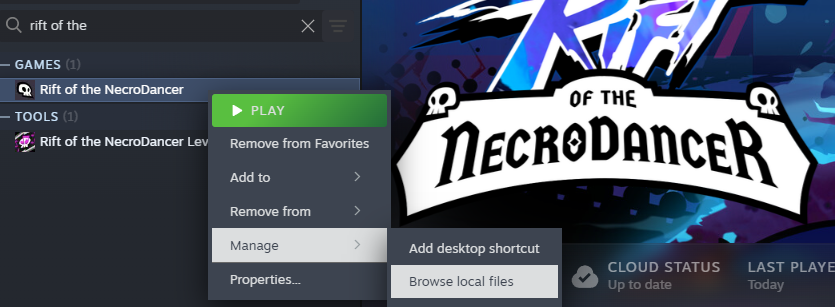 rift of the
GAMES (1)
Rift of the NecroDancer
TOOLS (1)
Rift of the NecroDancer Lev
PLAY
Remove from Favorites
Add to
Remove from
Manage
Properties...
Add desktop shortcut
Browse local files
RIFT
OF THE
NECRODANCER
CLOUD STATUS
Up to date
LAST PLAYE
Today